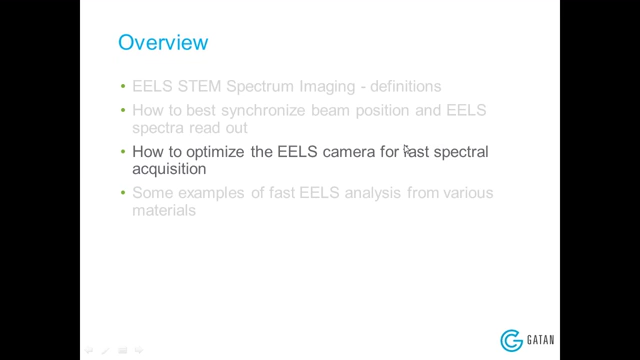 Overview
• EELS STEM Spectrum Imaging - definitions
• How to best synchronize beam position and EELS
spectra read out
• How to optimize the EELS camera for fast spectral
acquisition
• Some examples of fast EELS analysis from various
materials
GATAN